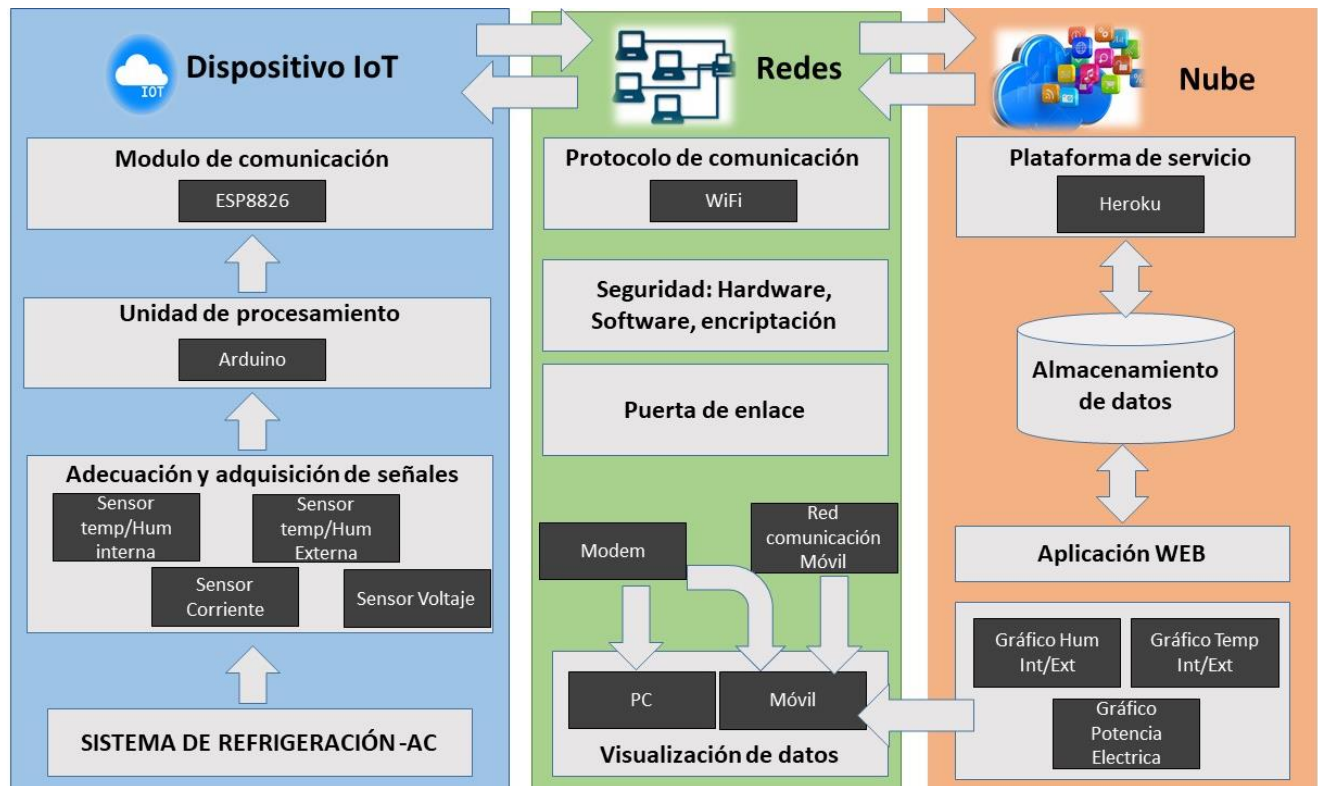 IOT
Dispositivo IoT
Modulo de comunicación
ESP8826
Unidad de procesamiento
Arduino
Adecuación y adquisición de señales
Sensor
temp/Hum
interna
Sensor
temp/Hum
Externa
Sensor
Corriente
Sensor Voltaje
SISTEMA DE REFRIGERACIÓN -AC
Redes
Protocolo de comunicación
WiFi
Seguridad: Hardware,
Software, encriptación
Puerta de enlace
Modem
Red
comunicación
Móvil
PC
Móvil
Visualización de datos
Nube
Plataforma de servicio
Heroku
Almacenamiento
de datos
Aplicación WEB
Gráfico Hum
Int/Ext
Gráfico Temp
Int/Ext
Gráfico
Potencia
Electrica